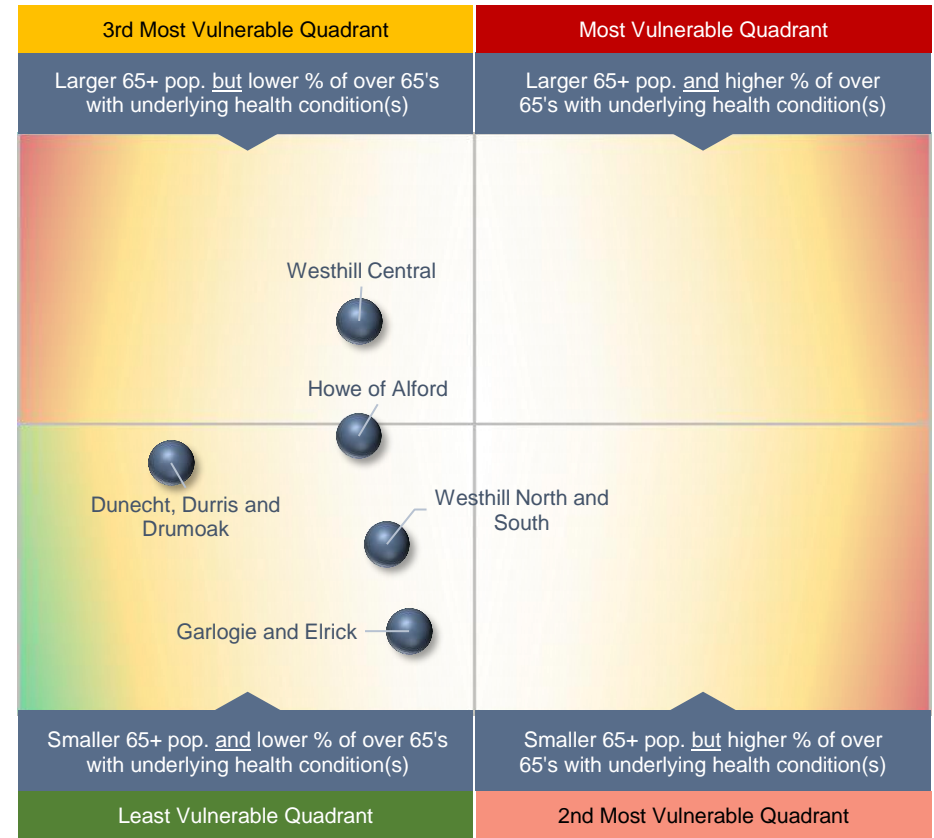 3rd Most Vulnerable Quadrant
Most Vulnerable Quadrant
Larger 65+ pop. but lower % of over 65's
with underlying health condition(s)
Larger 65+ pop. and higher % of over
65's with underlying health condition(s)
Westhill Central
Howe of Alford
Dunecht, Durris and
Drumoak
Westhill North and
South
Garlogie and Elrick
Smaller 65+ pop. and lower % of over 65's
with underlying health condition(s)
Smaller 65+ pop. but higher % of over
65's with underlying health condition(s)
Least Vulnerable Quadrant
2nd Most Vulnerable Quadrant